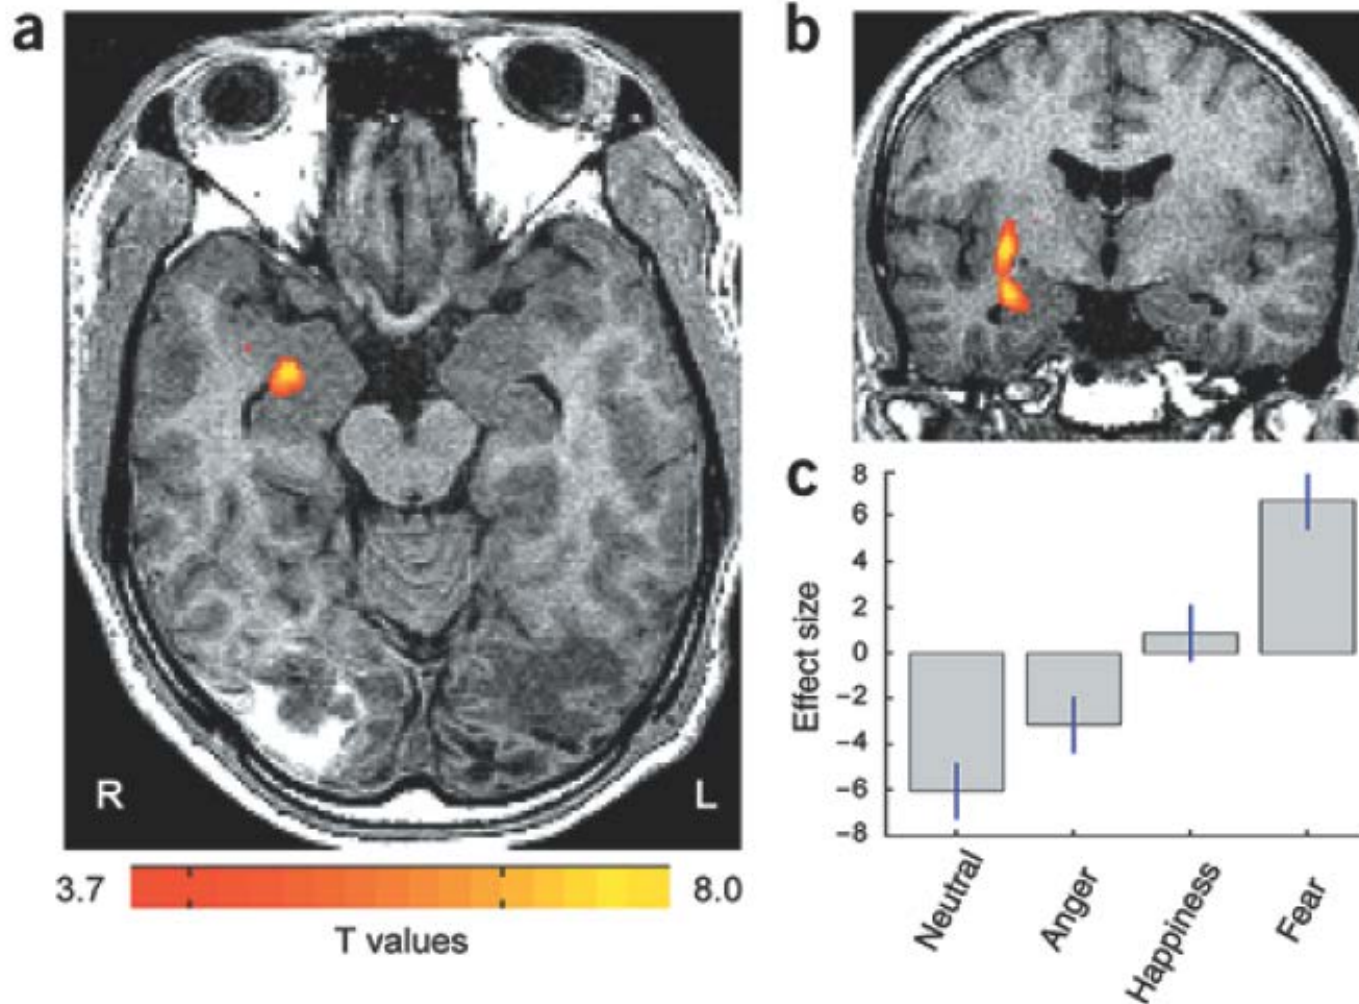 a
b
R L
3.7 8.0
T values
c
Effect size
8
6
4
2
0
−2
−4
−6
−8
Neutral
Anger
Happiness
Fear